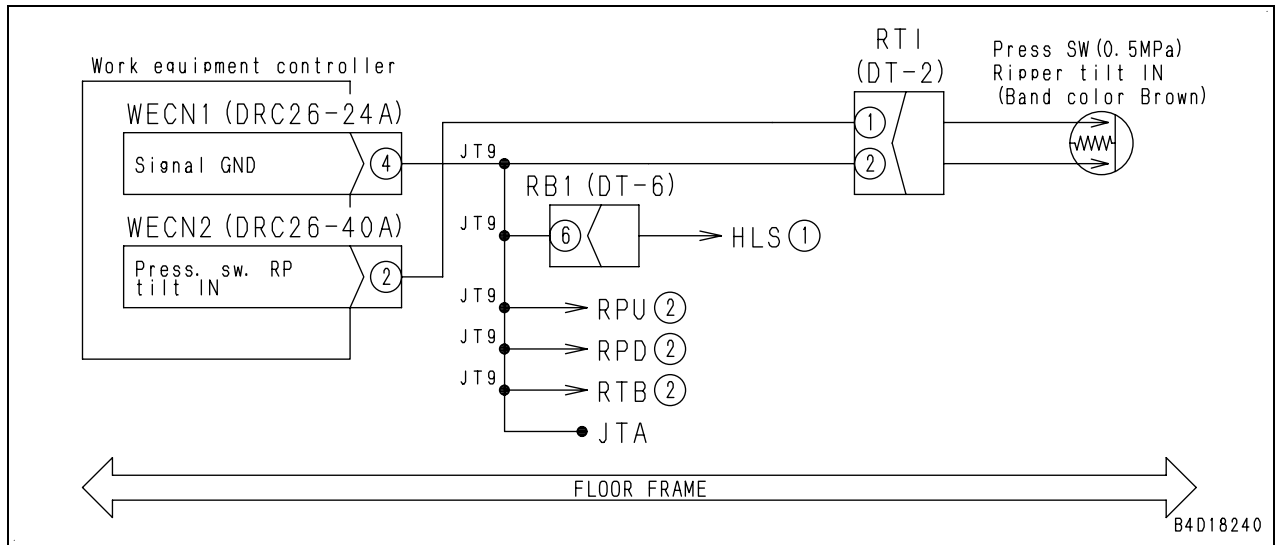 Work equipment controller
WECN1 (DRC26-24A)
Signal GND
4
WECN2 (DRC26-40A)
Press. sw. RP
tilt IN
2
JT9
RB1 (DT-6)
JT9
6
HLS 1
JT9
RPU 2
JT9
RPD 2
JT9
RTB 2
JTA
RTI
(DT-2)
1
2
Press SW (0.5MPa)
Ripper tilt IN
(Band color Brown)
FLOOR FRAME
B4D18240